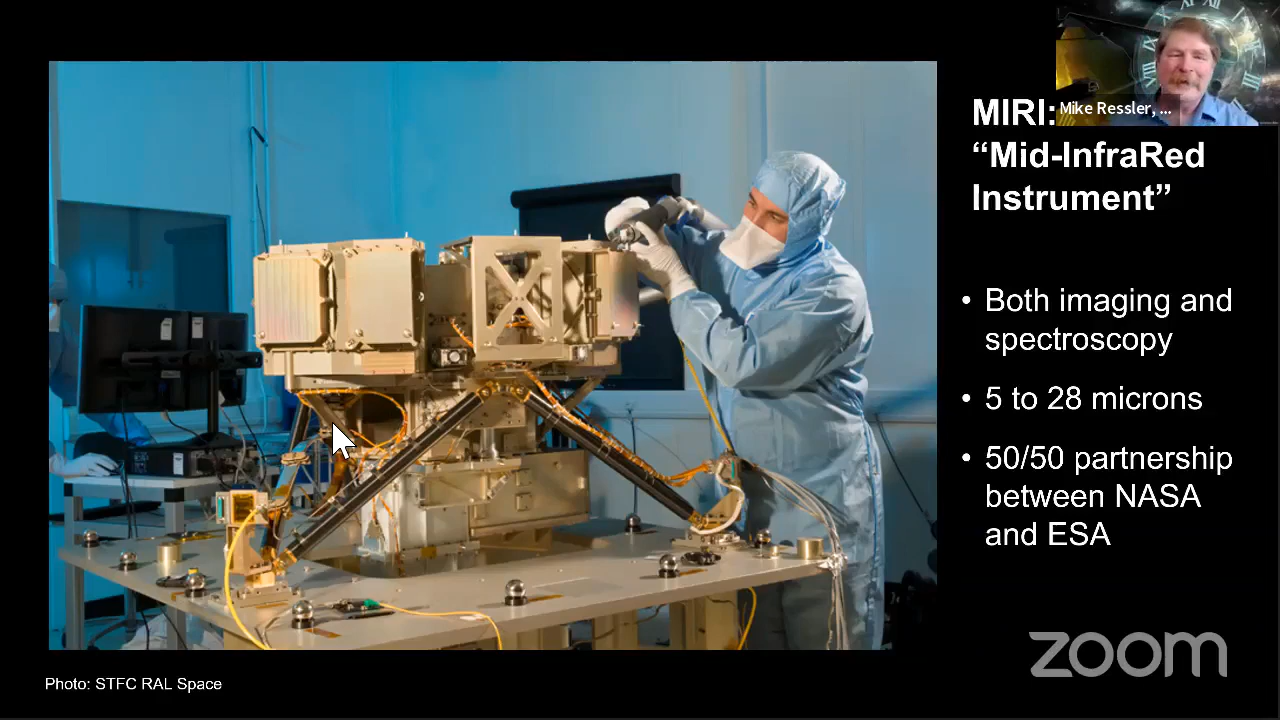 MIRI:
Mike Ressler, ...
“Mid-InfraRed
Instrument”
• Both imaging and
spectroscopy
• 5 to 28 microns
• 50/50 partnership
between NASA
and ESA
zoom
Photo: STFC RAL Space